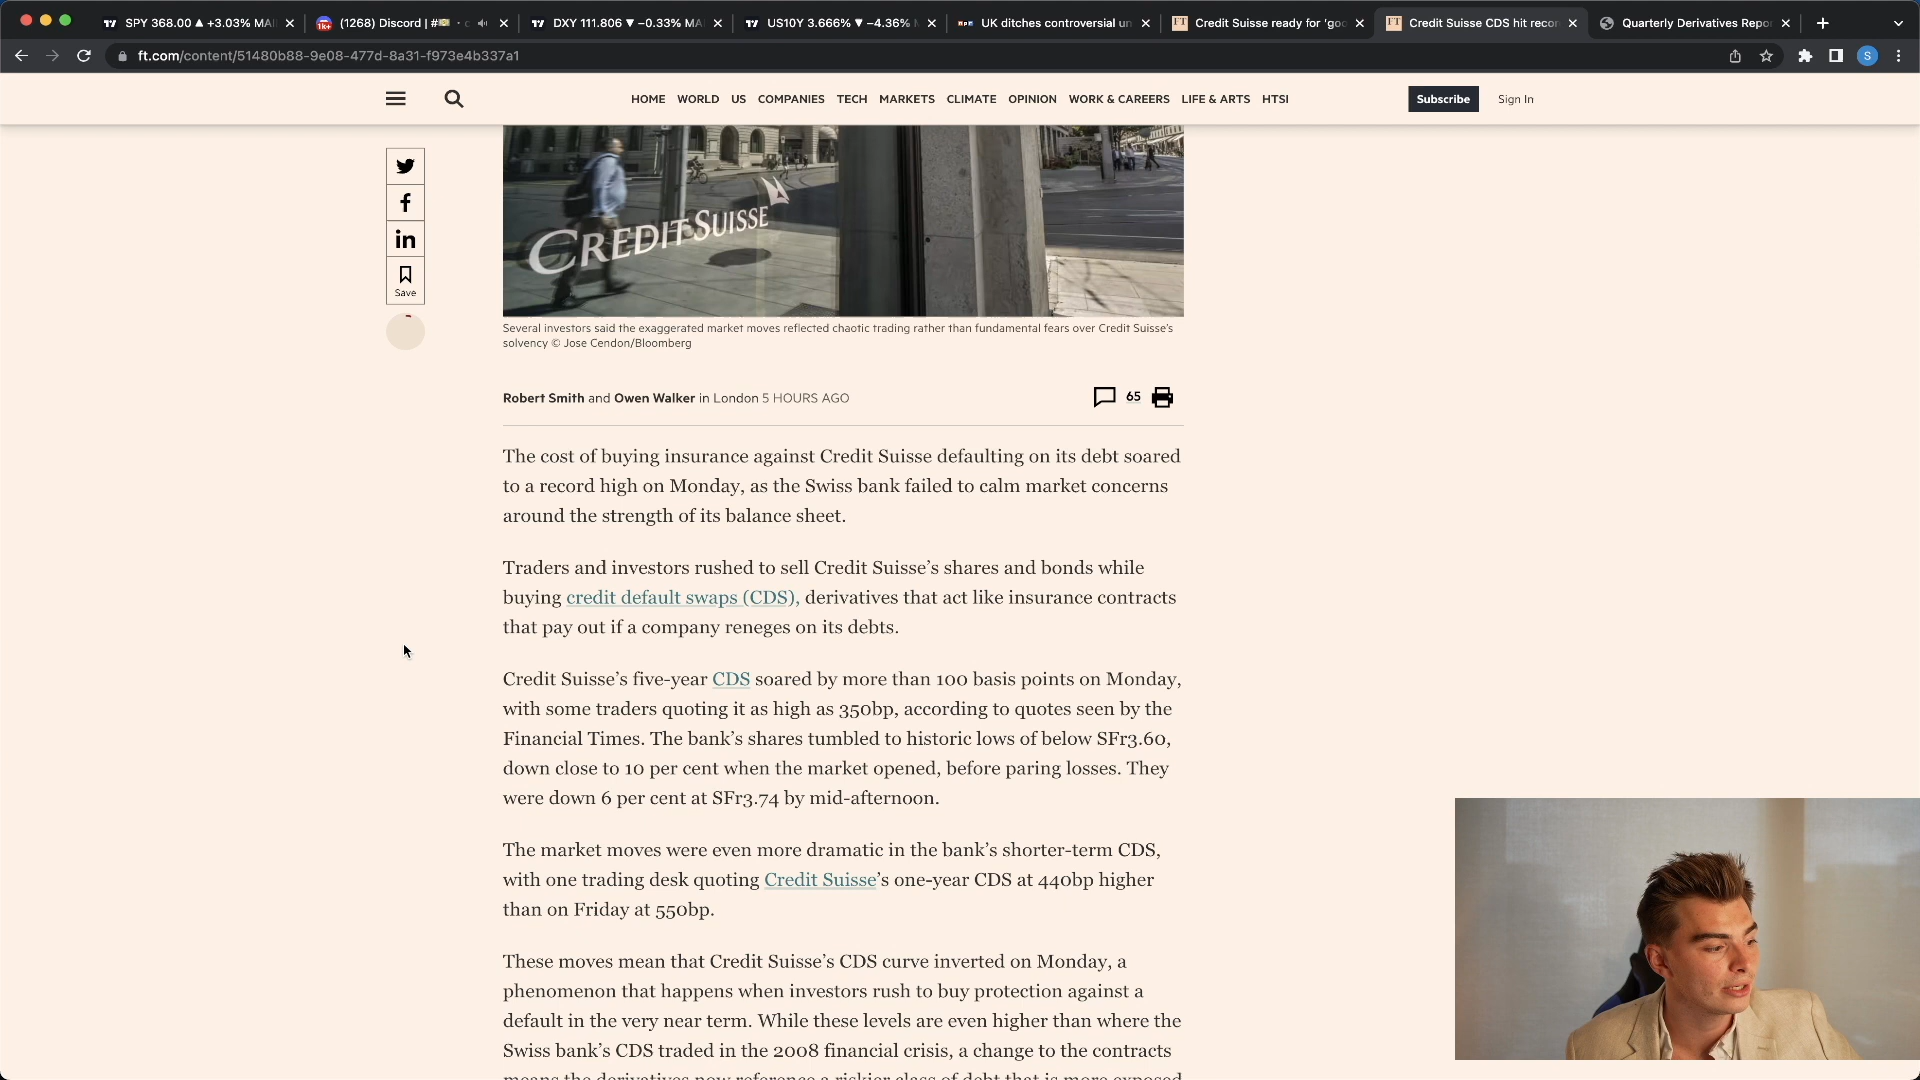 SPY 368.00 ▲ +3.03%
(1268) Discord | #
DXY 111.806 ▼ −0.33%
US10Y 3.666% ▼ −4.36%
UK ditches controversial
Credit Suisse ready for
Credit Suisse CDS hit
Quarterly Derivatives
ft.com/content/51480b88-9e08-477d-8a31-f973e4b337a1
S
HOME WORLD US COMPANIES TECH MARKETS CLIMATE OPINION WORK & CAREERS LIFE & ARTS HTSI
Subscribe
Sign In
Save
CREDIT SUISSE
Several investors said the exaggerated market moves reflected chaotic trading rather than fundamental fears over Credit Suisse's
solvency © Jose Cendon/Bloomberg
Robert Smith and Owen Walker in London 5 HOURS AGO
65
The cost of buying insurance against Credit Suisse defaulting on its debt soared
to a record high on Monday, as the Swiss bank failed to calm market concerns
around the strength of its balance sheet.
Traders and investors rushed to sell Credit Suisse’s shares and bonds while
buying credit default swaps (CDS), derivatives that act like insurance contracts
that pay out if a company reneges on its debts.
Credit Suisse’s five-year CDS soared by more than 100 basis points on Monday,
with some traders quoting it as high as 350bp, according to quotes seen by the
Financial Times. The bank’s shares tumbled to historic lows of below SFr3.60,
down close to 10 per cent when the market opened, before paring losses. They
were down 6 per cent at SFr3.74 by mid-afternoon.
The market moves were even more dramatic in the bank’s shorter-term CDS,
with one trading desk quoting Credit Suisse’s one-year CDS at 440bp higher
than on Friday at 550bp.
These moves mean that Credit Suisse’s CDS curve inverted on Monday, a
phenomenon that happens when investors rush to buy protection against a
default in the very near term. While these levels are even higher than where the
Swiss bank’s CDS traded in the 2008 financial crisis, a change to the contracts
means the derivatives now reference a riskier class of debt that is more exposed